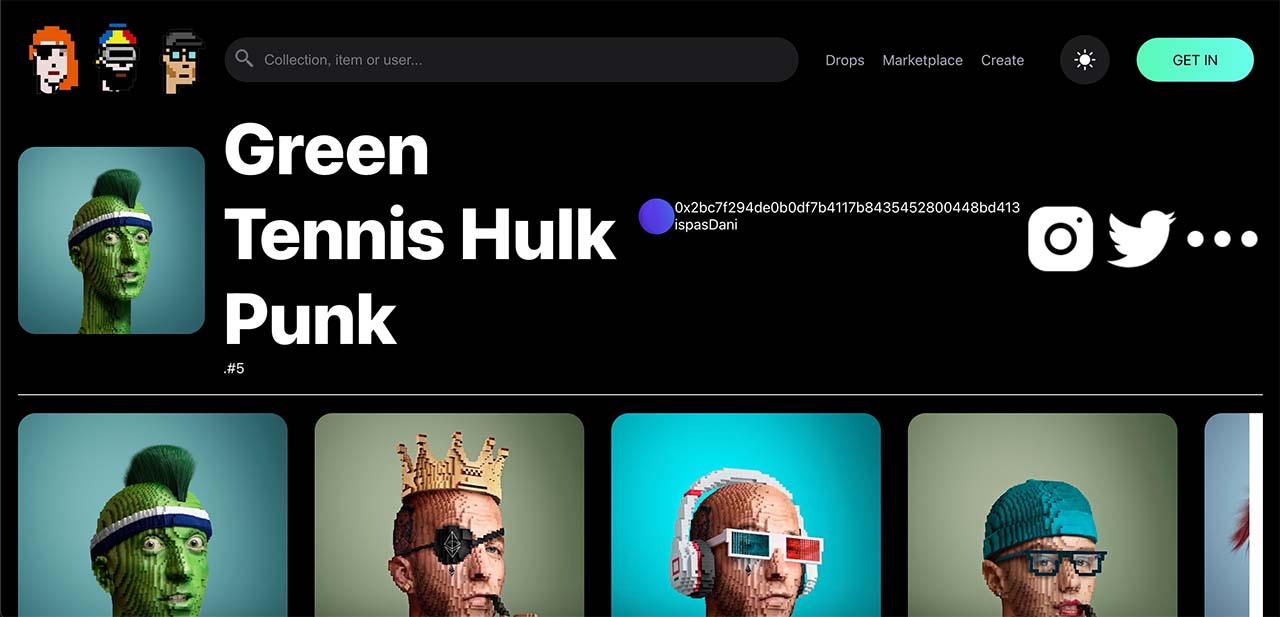 Collection, item or user...
Drops
Marketplace
Create
GET IN
Green
Tennis Hulk
Punk
.#5
0x2bc7f294de0b0df7b4117b8435452800448bd413
ispasDani